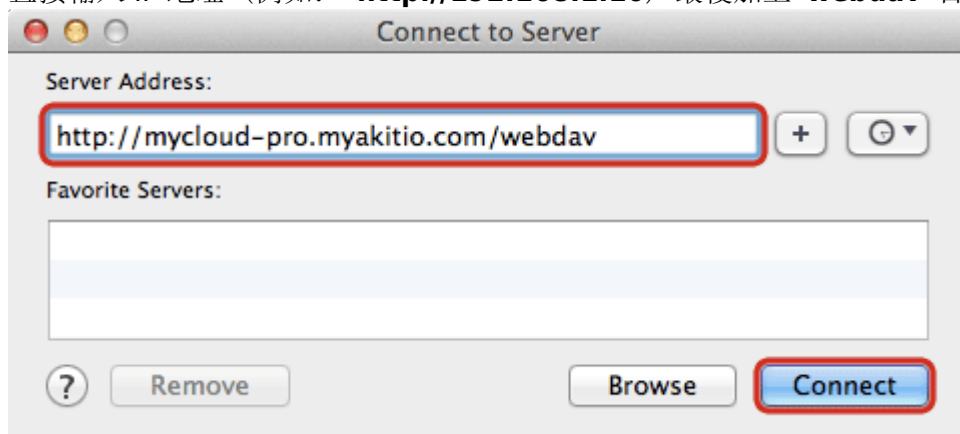 Connect to Server
Server Address:
http://mycloud-pro.myakitio.com/webdav
+
Favorite Servers:
? Remove Browse Connect